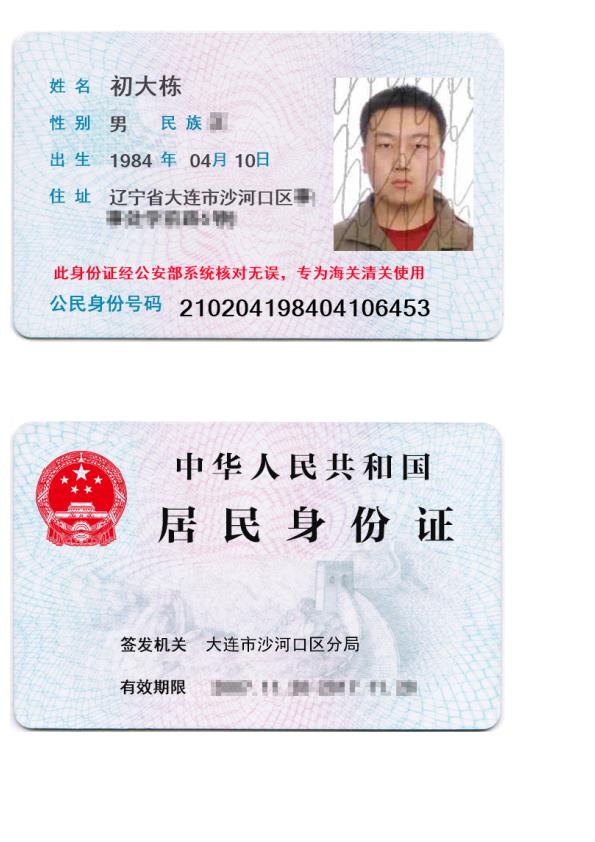 姓名 初大栋
性别 男 民族
出生 1984 年 04月 10日
住址 辽宁省大连市沙河口区
此身份证经公安部系统核对无误，专为海关清关使用
公民身份号码 210204198404106453
中华人民共和国
居民身份证
签发机关 大连市沙河口区分局
有效期限